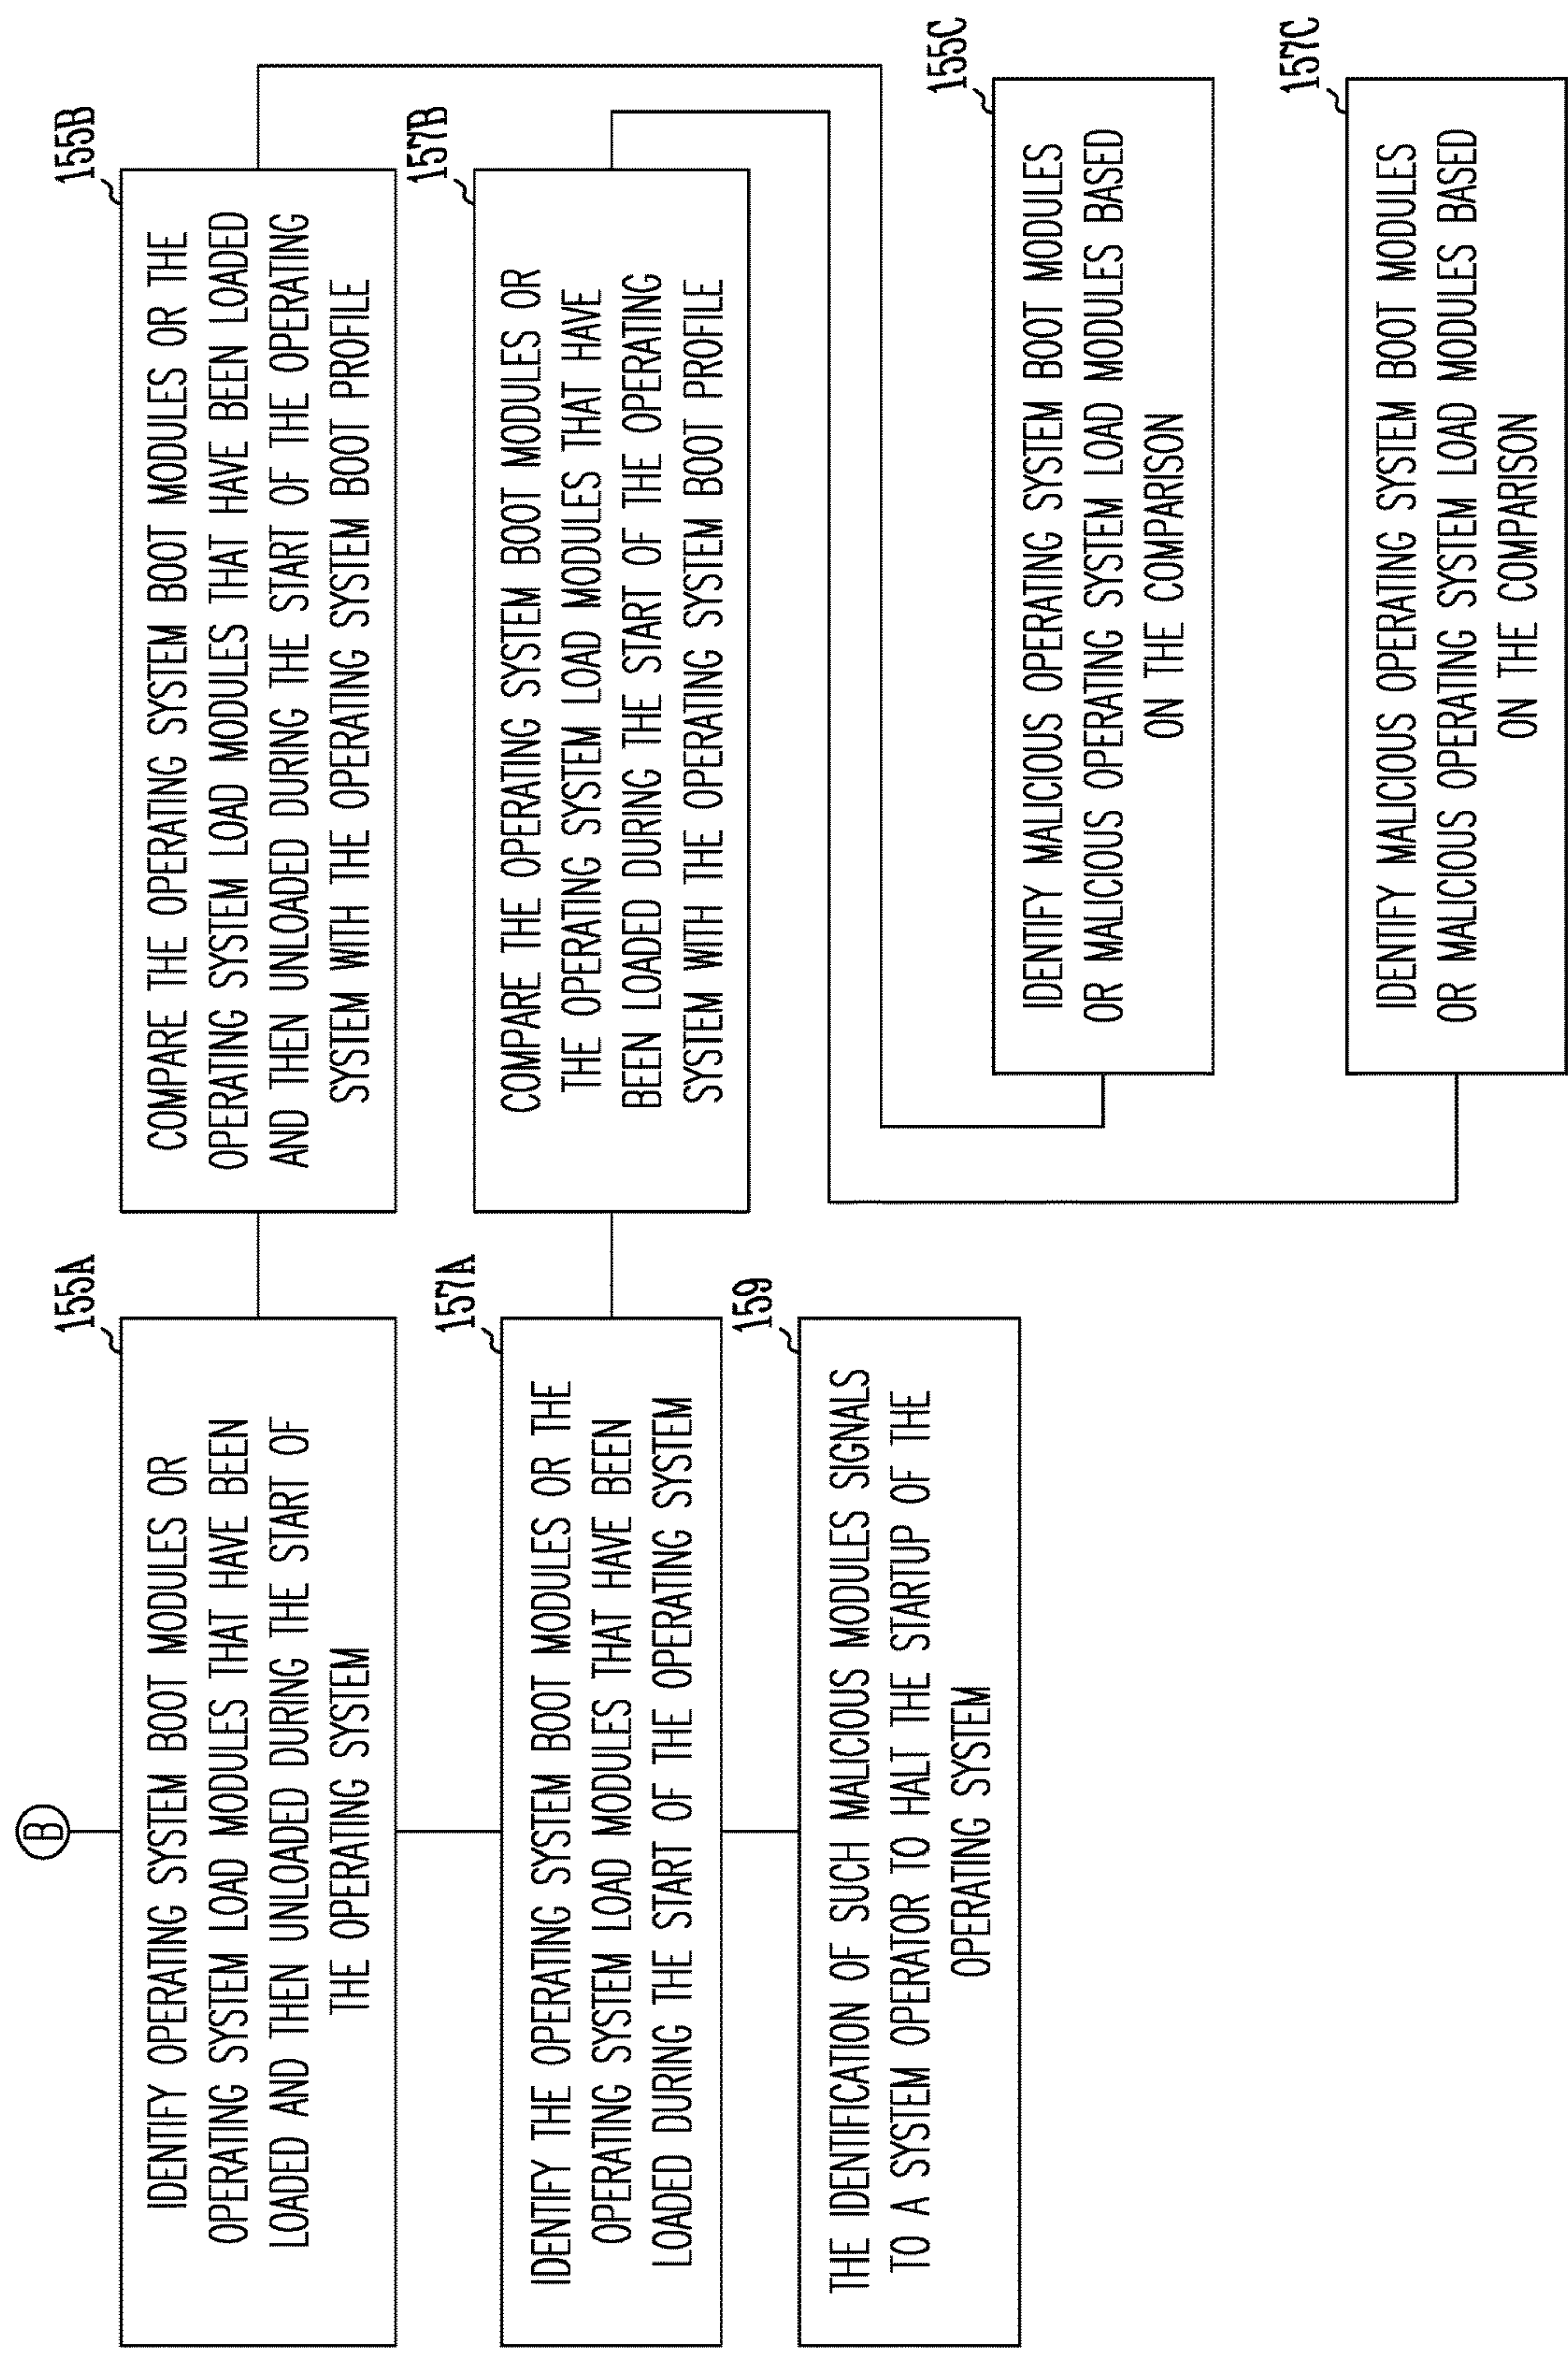 B
155A
IDENTIFY OPERATING SYSTEM BOOT MODULES OR
OPERATING SYSTEM LOAD MODULES THAT HAVE BEEN
LOADED AND THEN UNLOADED DURING THE START OF
THE OPERATING SYSTEM
155B
COMPARE THE OPERATING SYSTEM BOOT MODULES OR THE
OPERATING SYSTEM LOAD MODULES THAT HAVE BEEN LOADED
AND THEN UNLOADED DURING THE START OF THE OPERATING
SYSTEM WITH THE OPERATING SYSTEM BOOT PROFILE
157A
IDENTIFY THE OPERATING SYSTEM BOOT MODULES OR THE
OPERATING SYSTEM LOAD MODULES THAT HAVE BEEN
LOADED DURING THE START OF THE OPERATING SYSTEM
157B
COMPARE THE OPERATING SYSTEM BOOT MODULES OR
THE OPERATING SYSTEM LOAD MODULES THAT HAVE
BEEN LOADED DURING THE START OF THE OPERATING
SYSTEM WITH THE OPERATING SYSTEM BOOT PROFILE
159
THE IDENTIFICATION OF SUCH MALICIOUS MODULES SIGNALS
TO A SYSTEM OPERATOR TO HALT THE STARTUP OF THE
OPERATING SYSTEM
155C
IDENTIFY MALICIOUS OPERATING SYSTEM BOOT MODULES
OR MALICIOUS OPERATING SYSTEM LOAD MODULES BASED
ON THE COMPARISON
157C
IDENTIFY MALICIOUS OPERATING SYSTEM BOOT MODULES
OR MALICIOUS OPERATING SYSTEM LOAD MODULES BASED
ON THE COMPARISON